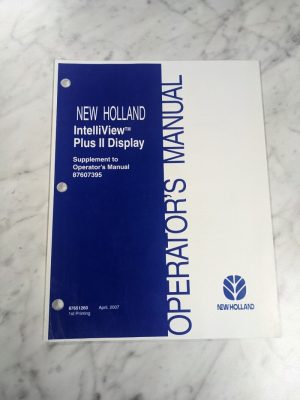 NEW HOLLAND
IntelliView™
Plus II Display
Supplement to
Operator's Manual
87607395
OPERATOR'S MANUAL
NEW HOLLAND
87651260 April, 2007
1st Printing